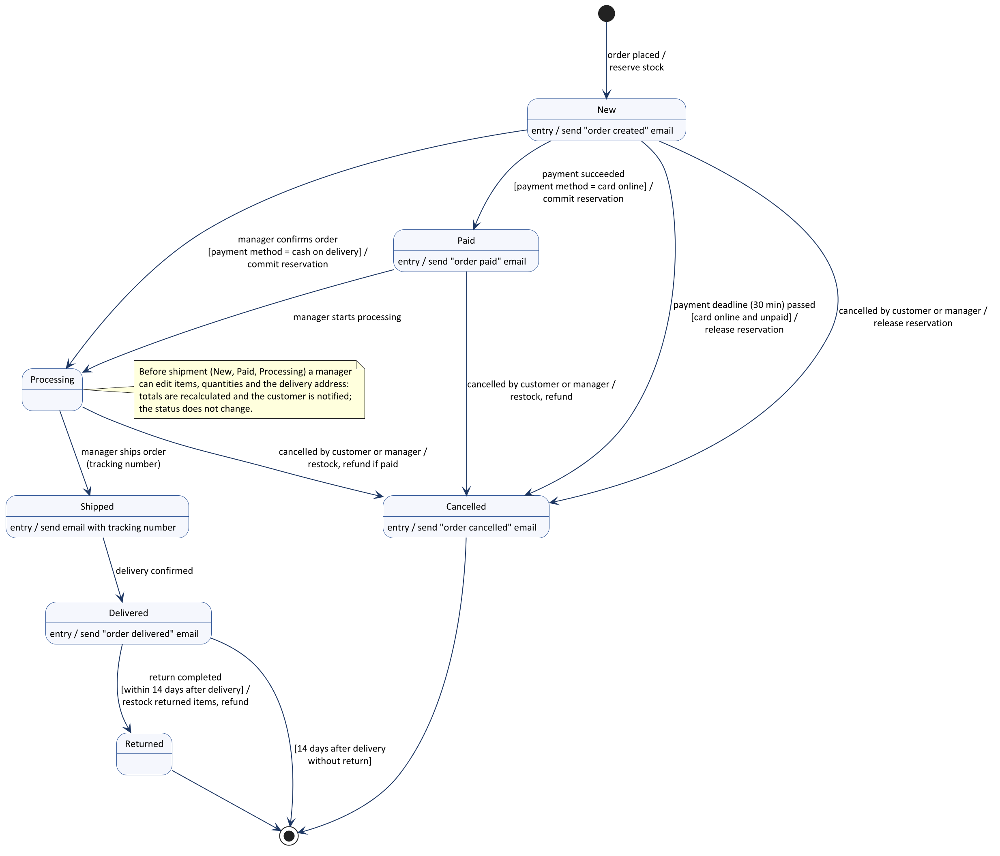 order placed /
reserve stock
New
entry / send "order created" email
payment succeeded
[payment method = card online] /
commit reservation
manager confirms order
[payment method = cash on delivery] /
commit reservation
Paid
entry / send "order paid" email
payment deadline (30 min) passed
[card online and unpaid] /
release reservation
cancelled by customer or manager /
release reservation
manager starts processing
Processing
Before shipment (New, Paid, Processing) a manager
can edit items, quantities and the delivery address:
totals are recalculated and the customer is notified;
the status does not change.
cancelled by customer or manager /
restock, refund
manager ships order
(tracking number)
cancelled by customer or manager /
restock, refund if paid
Shipped
entry / send email with tracking number
Cancelled
entry / send "order cancelled" email
delivery confirmed
Delivered
entry / send "order delivered" email
return completed
[within 14 days after delivery] /
restock returned items, refund
Returned
[14 days after delivery
without return]